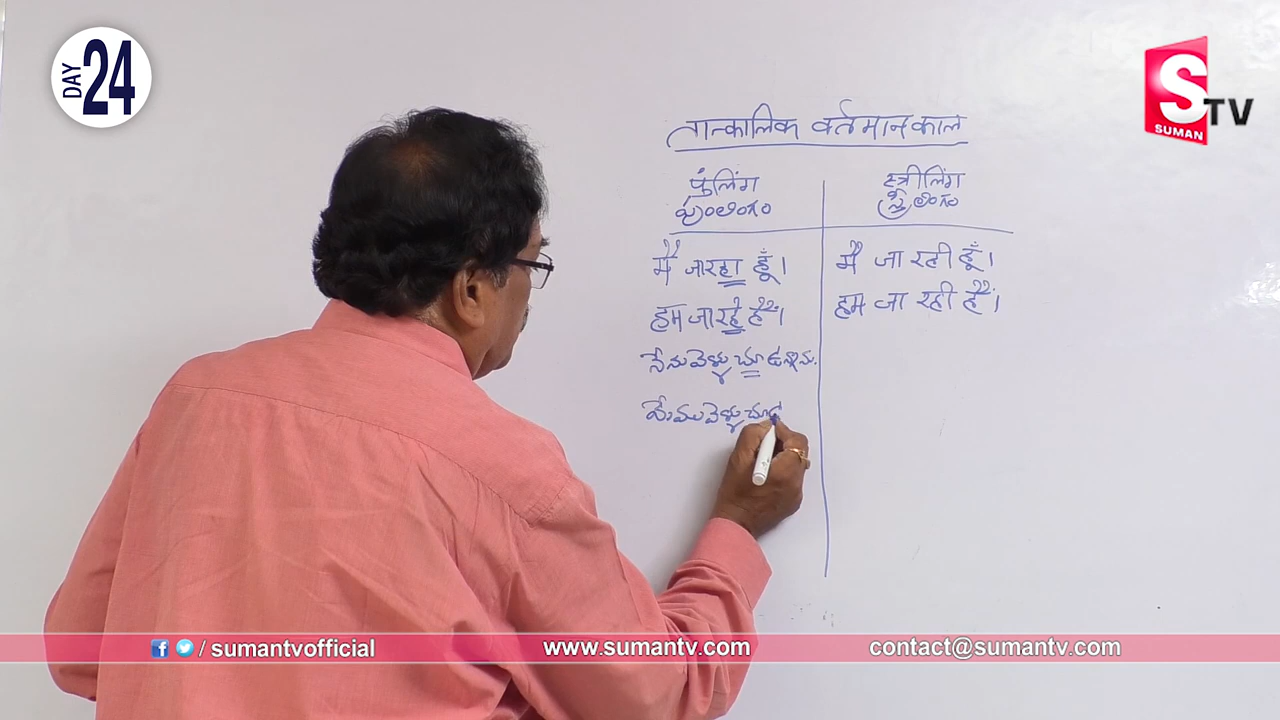 DAY 24
S TV
SUMAN
तात्कालिक वर्तमान काल
पुंलिंग
స్త్రీలింగ
పుంలింగం
స్త్రీలింగం
मैं जा रहा हूँ।
मैं जा रही हूँ।
हम जा रहे हैं।
हम जा रही हैं।
నేను వెళ్ళుచూ ఉన్నాను.
మేము వెళ్ళుచూ
/ sumantvofficial
www.sumantv.com
contact@sumantv.com